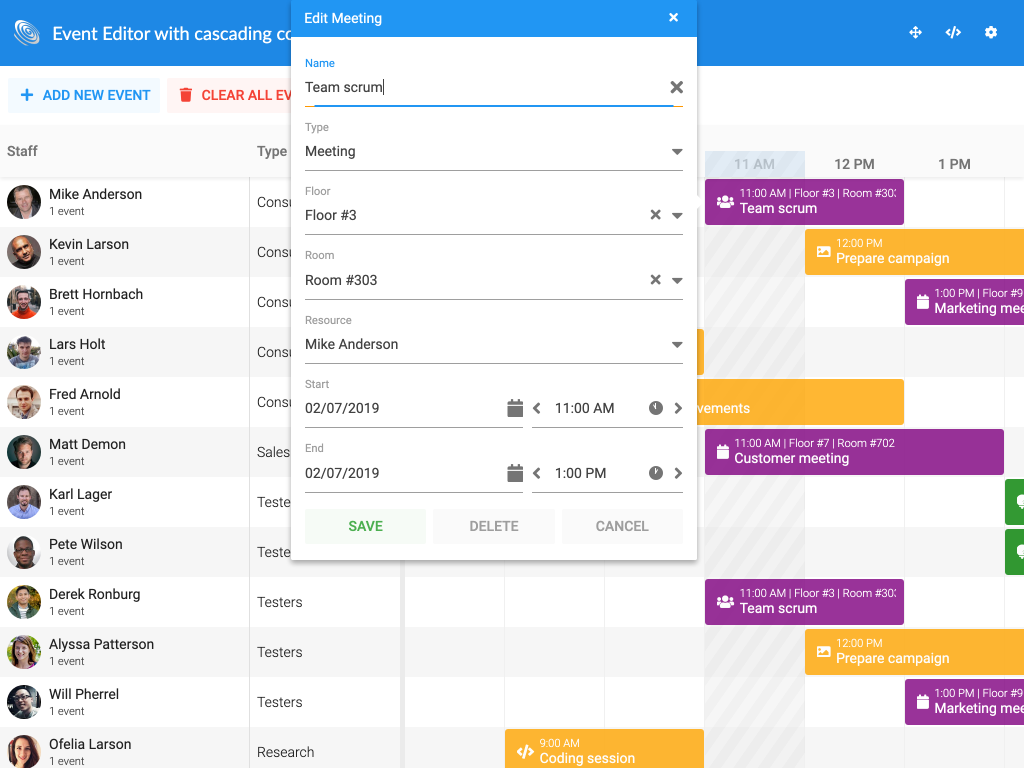 Event Editor with cascading co
Edit Meeting
ADD NEW EVENT
CLEAR ALL EV
Name
Team scrum
Type
Meeting
Floor
Floor #3
Room
Room #303
Resource
Mike Anderson
Start
02/07/2019
11:00 AM
End
02/07/2019
1:00 PM
SAVE
DELETE
CANCEL
Staff
Type
11 AM
12 PM
1 PM
Mike Anderson
1 event
Consu
11:00 AM | Floor #3 | Room #303
Team scrum
Kevin Larson
1 event
Consu
12:00 PM
Prepare campaign
Brett Hornbach
1 event
Consu
1:00 PM | Floor #9
Marketing mee
Lars Holt
1 event
Consu
Fred Arnold
1 event
Consu
vements
Matt Demon
1 event
Sales
11:00 AM | Floor #7 | Room #702
Customer meeting
Karl Lager
1 event
Teste
Pete Wilson
1 event
Teste
Derek Ronburg
1 event
Testers
11:00 AM | Floor #3 | Room #303
Team scrum
Alyssa Patterson
1 event
Testers
12:00 PM
Prepare campaign
Will Pherrel
1 event
Testers
1:00 PM | Floor #9
Marketing mee
Ofelia Larson
1 event
Research
9:00 AM
Coding session